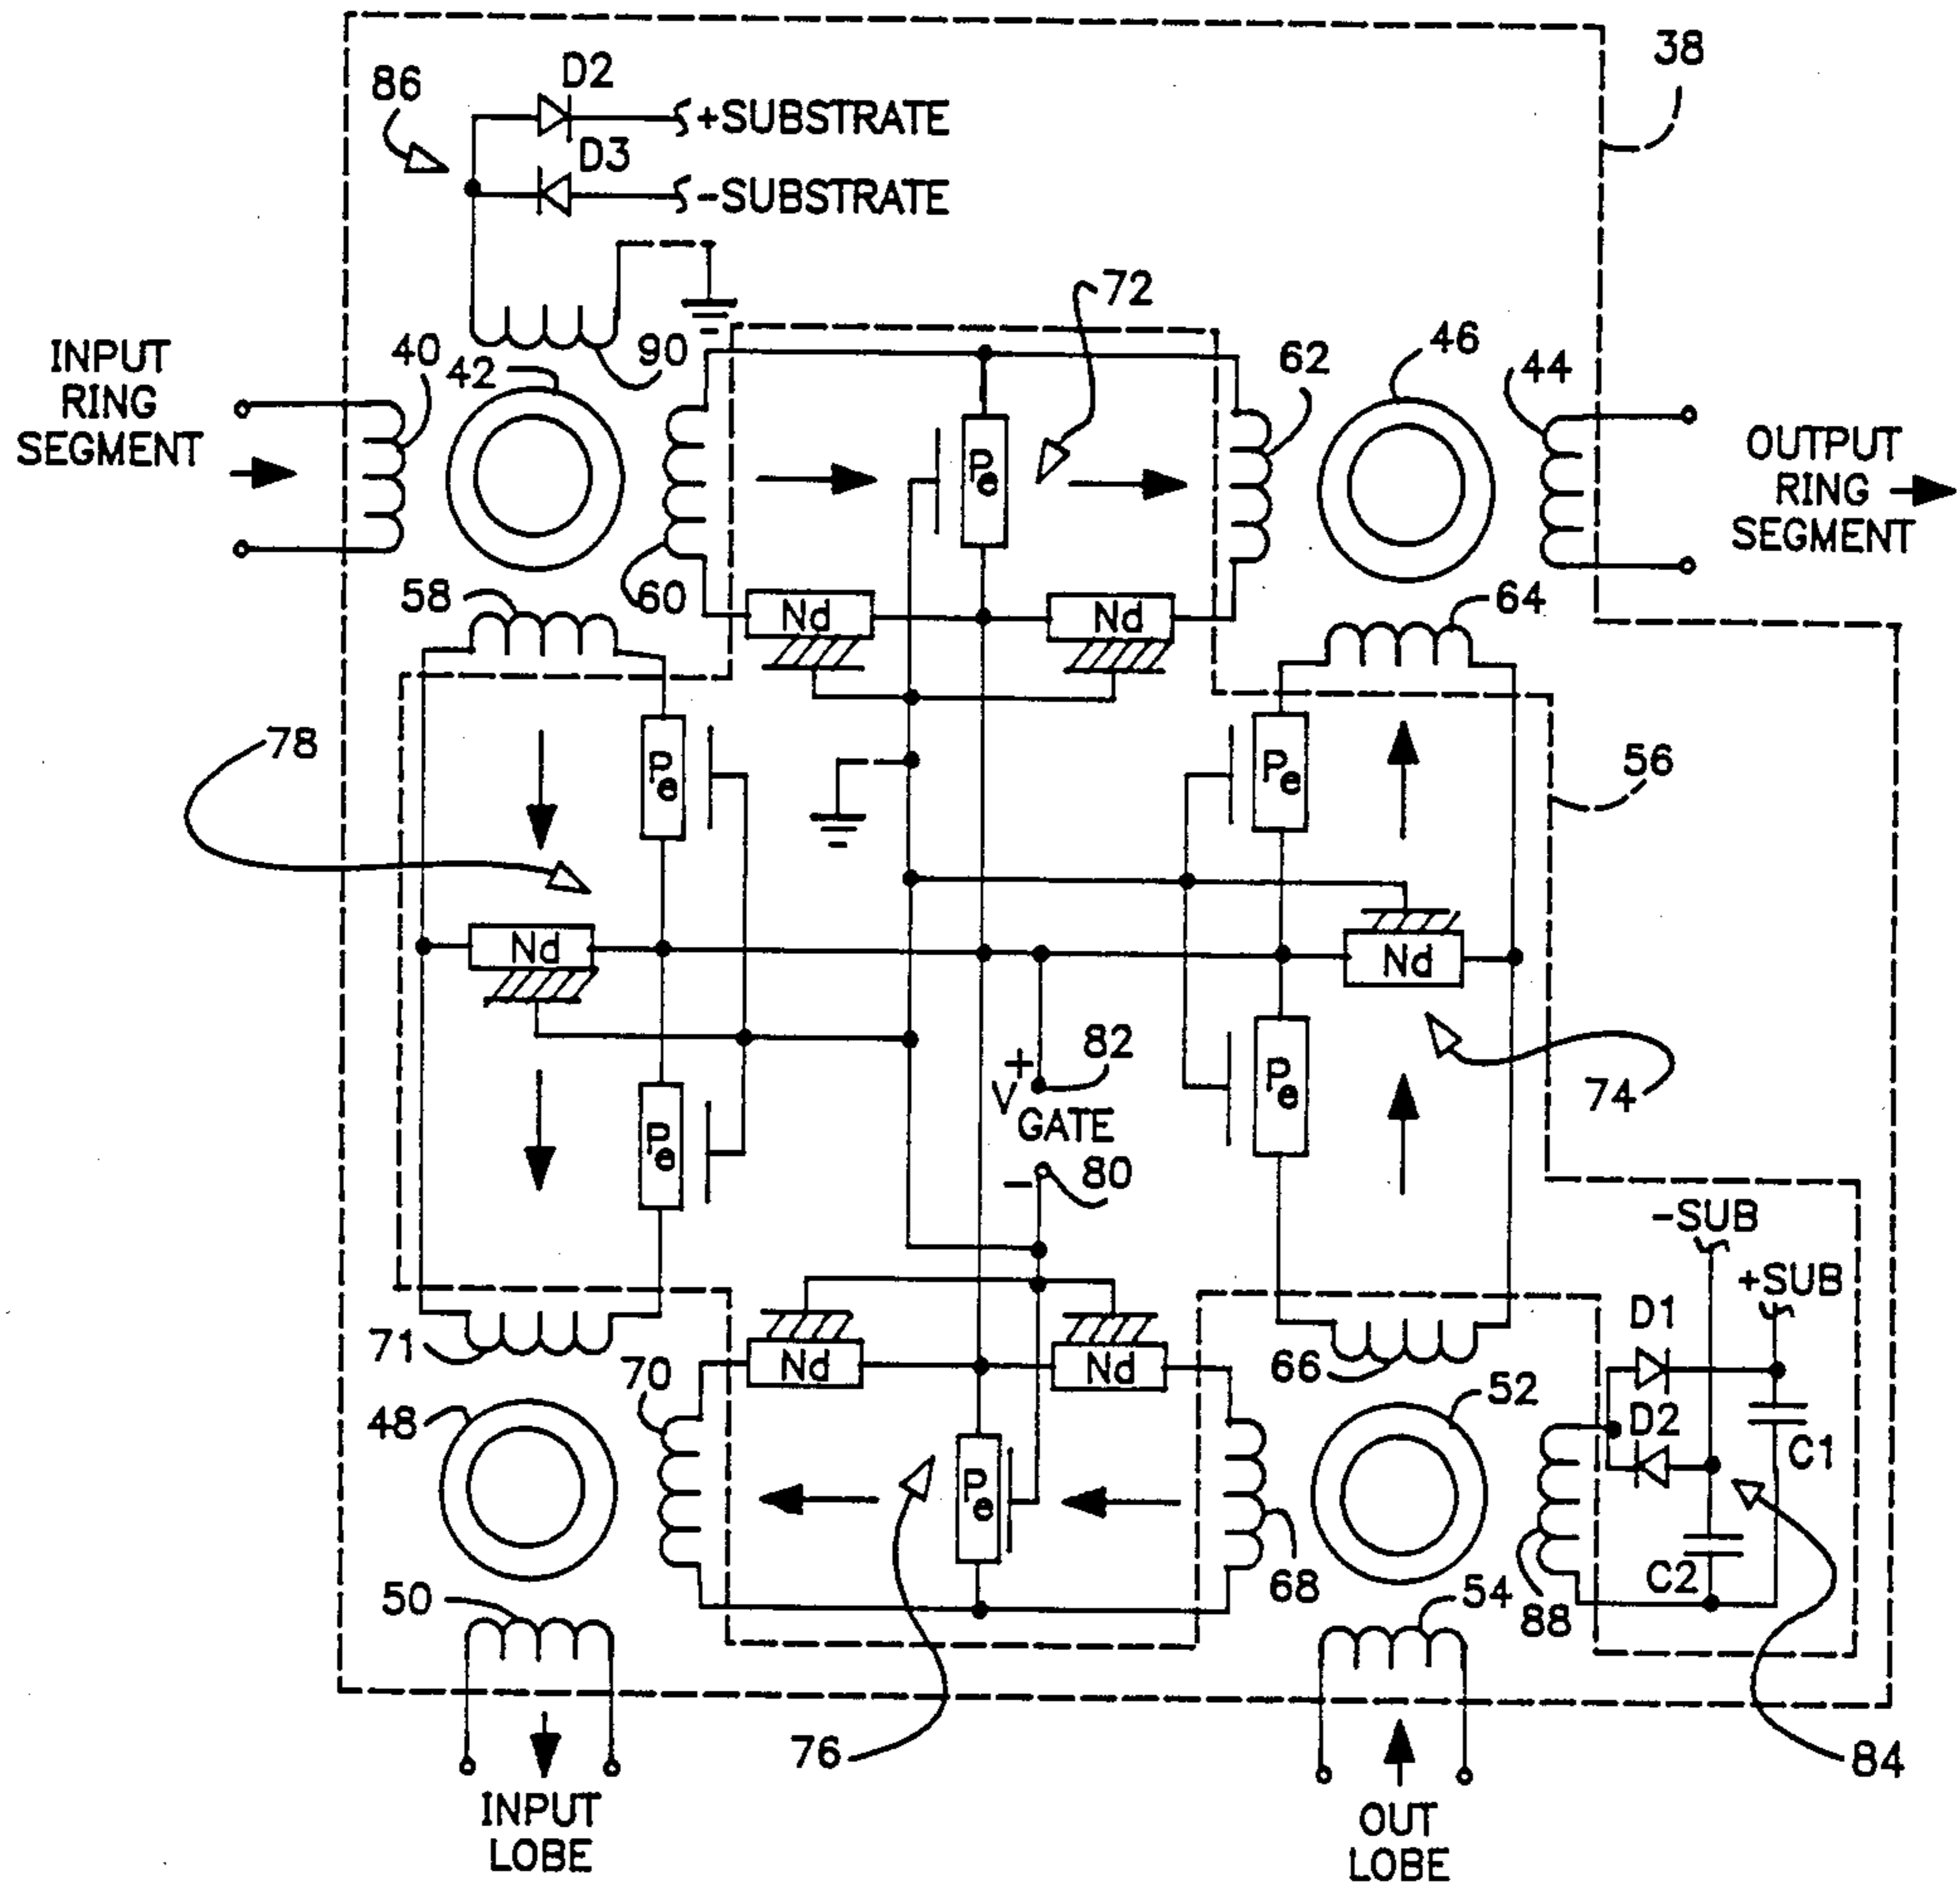 38
D2
86
+SUBSTRATE
D3
-SUBSTRATE
72
INPUT
RING
SEGMENT
40
42
90
62
46
44
OUTPUT
RING
SEGMENT
Pe
58
60
Nd
Nd
64
78
Pe
Pe
56
Nd
Nd
+
82
V
GATE
Pe
74
Pe
-
80
-SUB
+SUB
D1
71
70
Nd
Nd
66
52
48
D2
C1
Pe
50
68
54
88
C2
76
84
INPUT
LOBE
OUT
LOBE